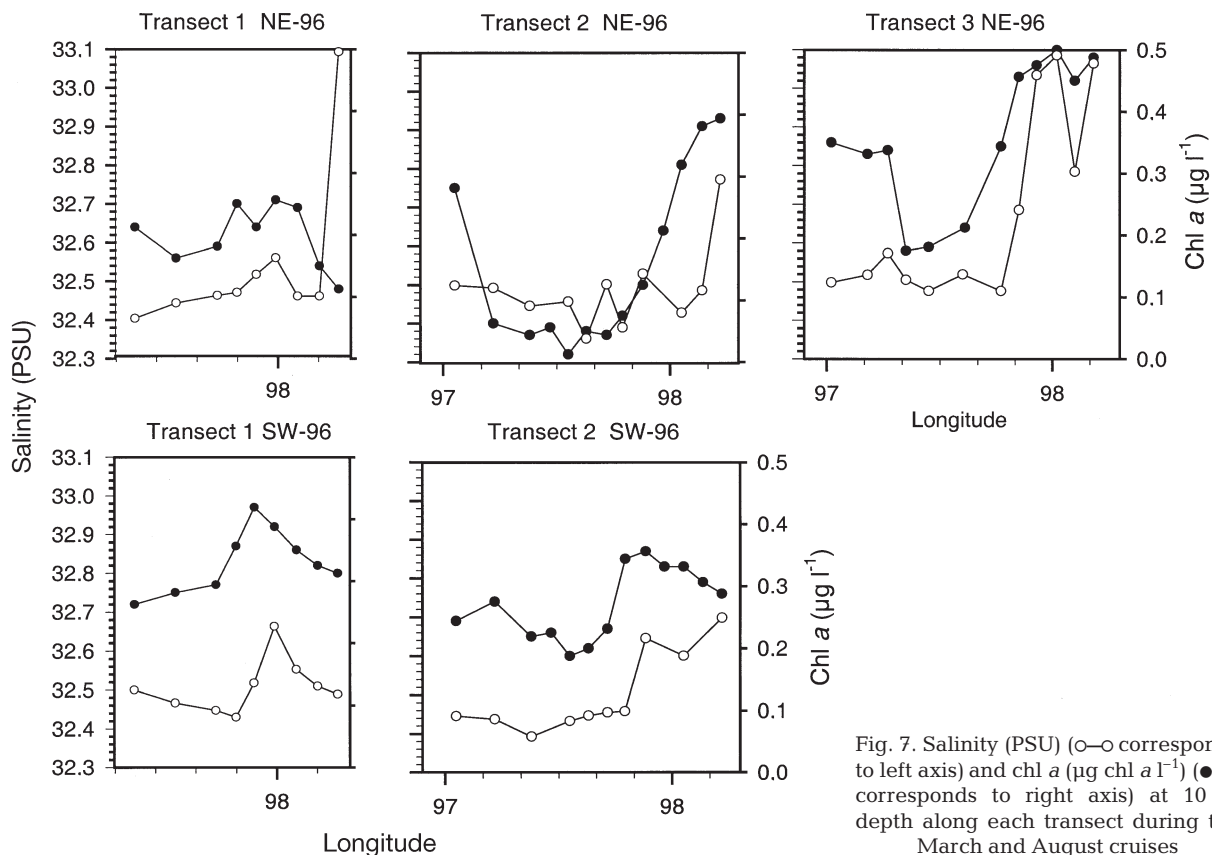 Transect 1 NE-96
Transect 2 NE-96
Transect 3 NE-96
33.1
33.0
32.9
32.8
32.7
32.6
32.5
32.4
32.3
98
97
98
97
98
Longitude
0.5
0.4
0.3
0.2
0.1
0.0
Chl a (µg l⁻¹)
Salinity (PSU)
Transect 1 SW-96
Transect 2 SW-96
33.1
33.0
32.9
32.8
32.7
32.6
32.5
32.4
32.3
98
97
98
0.5
0.4
0.3
0.2
0.1
0.0
Chl a (µg l⁻¹)
Longitude
Fig. 7. Salinity (PSU) (○–○ correspon
to left axis) and chl a (µg chl a l⁻¹) (●
corresponds to right axis) at 10
depth along each transect during t
March and August cruises